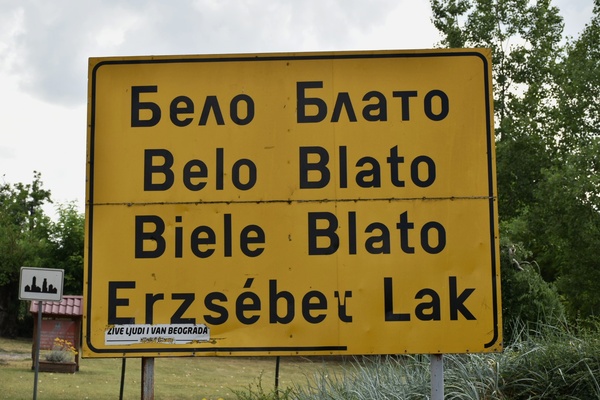 Бело Блато
Belo Blato
Biele Blato
Erzsébet Lak
ŽIVE LJUDI I VAN BEOGRADA